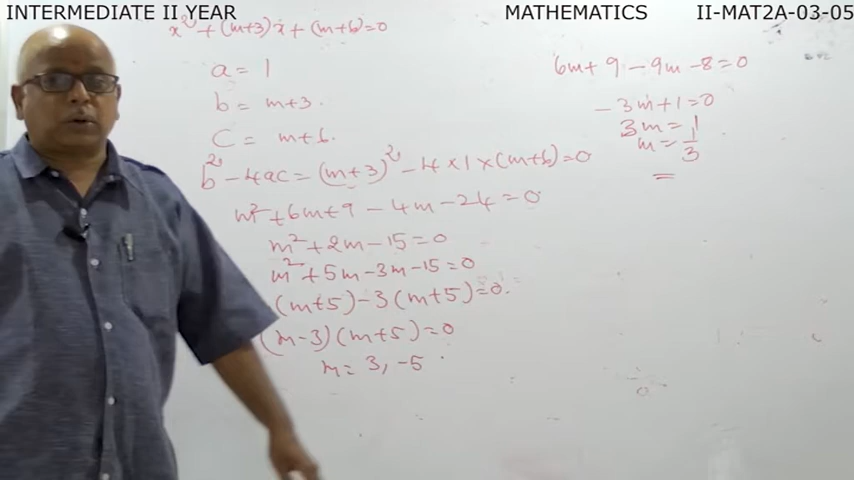 INTERMEDIATE II YEAR MATHEMATICS II-MAT2A-03-05
x² + (m+3)x + (m+6) = 0
a = 1
b = m+3.
C = m+6.
b² - 4ac = (m+3)² - 4 × 1 × (m+6) = 0
m² + 6m + 9 - 4m - 24 = 0
m² + 2m - 15 = 0
m² + 5m - 3m - 15 = 0
(m+5) - 3(m+5) = 0.
(m-3)(m+5) = 0
m = 3, -5
6m + 9 - 9m - 8 = 0
- 3m + 1 = 0
3m = 1
m = 1/3